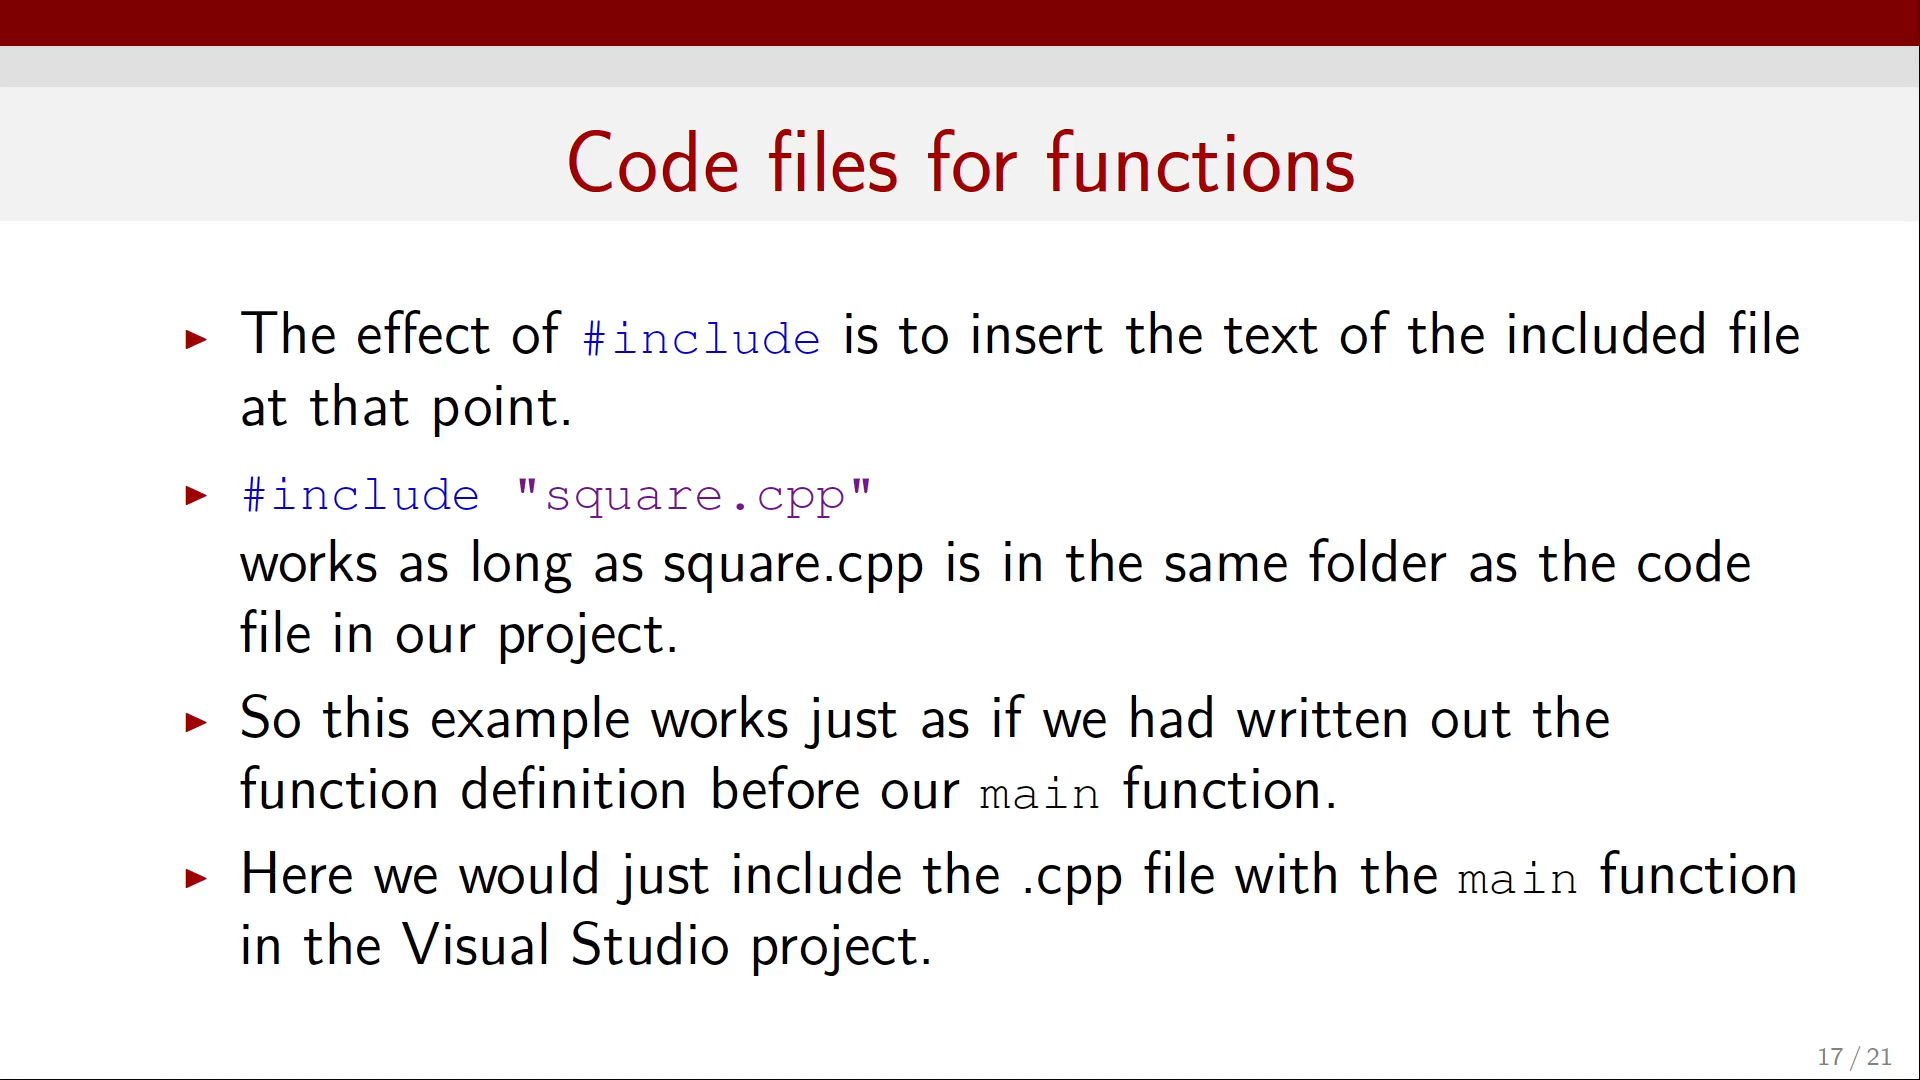 Code files for functions
▶ The effect of #include is to insert the text of the included file
at that point.
▶ #include "square.cpp"
works as long as square.cpp is in the same folder as the code
file in our project.
▶ So this example works just as if we had written out the
function definition before our main function.
▶ Here we would just include the .cpp file with the main function
in the Visual Studio project.
17 / 21